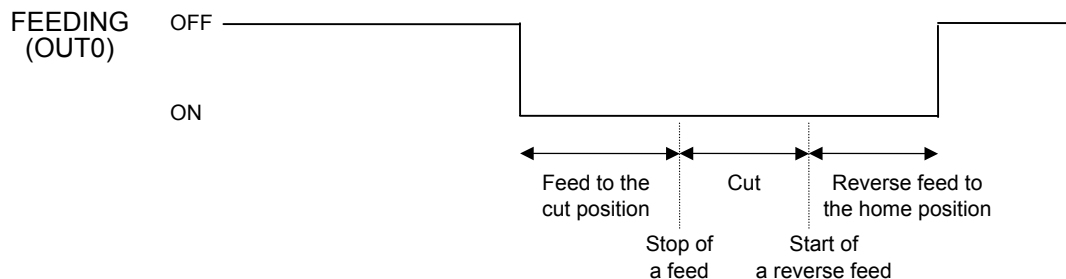 FEEDING
(OUT0)
OFF
ON
Feed to the
cut position
Cut
Reverse feed to
the home position
Stop of
a feed
Start of
a reverse feed